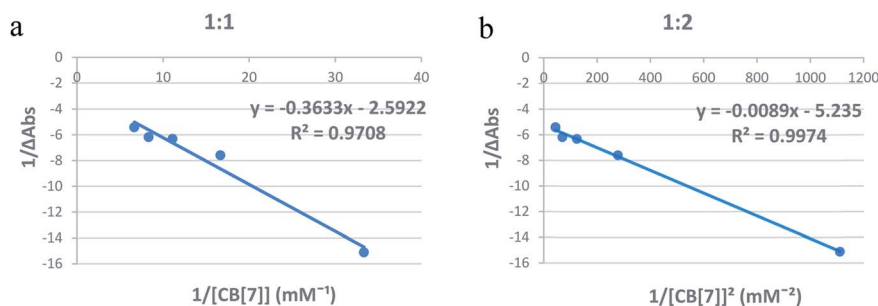 a
1:1
0 10 20 30 40
0
-2
-4
-6
-8
-10
-12
-14
-16
1/ΔAbs
y = -0.3633x - 2.5922
R² = 0.9708
1/[CB[7]] (mM⁻¹)
b
1:2
0 200 400 600 800 1000 1200
0
-2
-4
-6
-8
-10
-12
-14
-16
1/ΔAbs
y = -0.0089x - 5.235
R² = 0.9974
1/[CB[7]]² (mM⁻²)